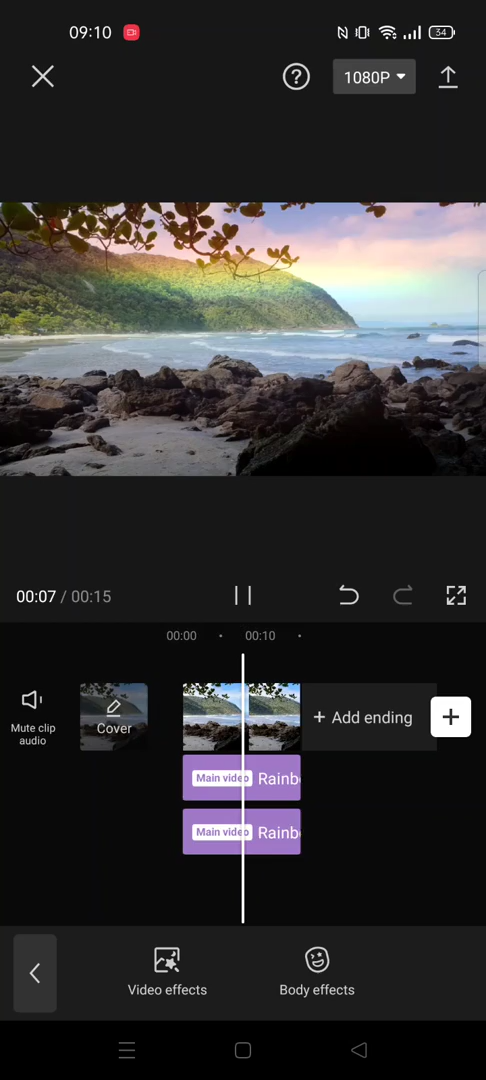 09:10
34
1080P
00:07 / 00:15
00:00
00:10
Mute clip
audio
Cover
+ Add ending
Main video Rainb
Main video Rainb
Video effects
Body effects